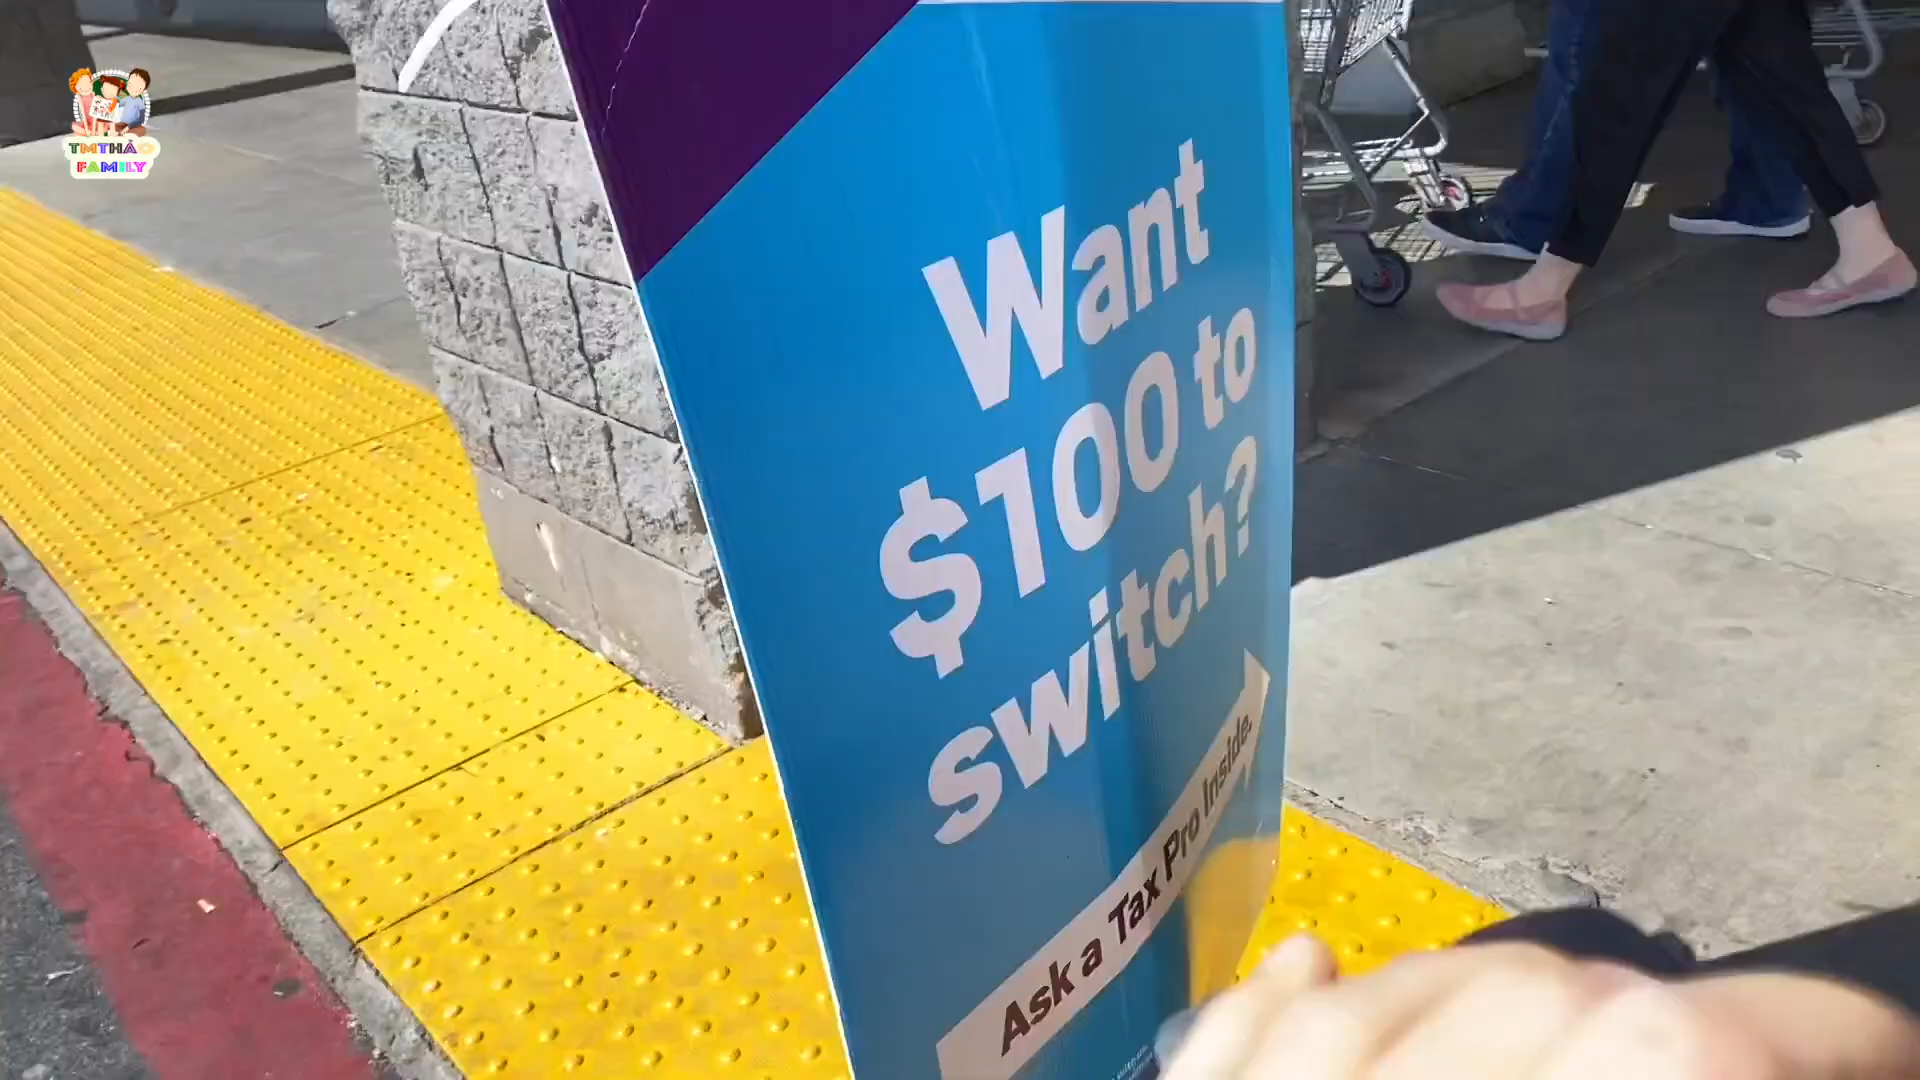 TMTHẢO
FAMILY
Want
$100 to
switch?
Ask a Tax Pro Inside.